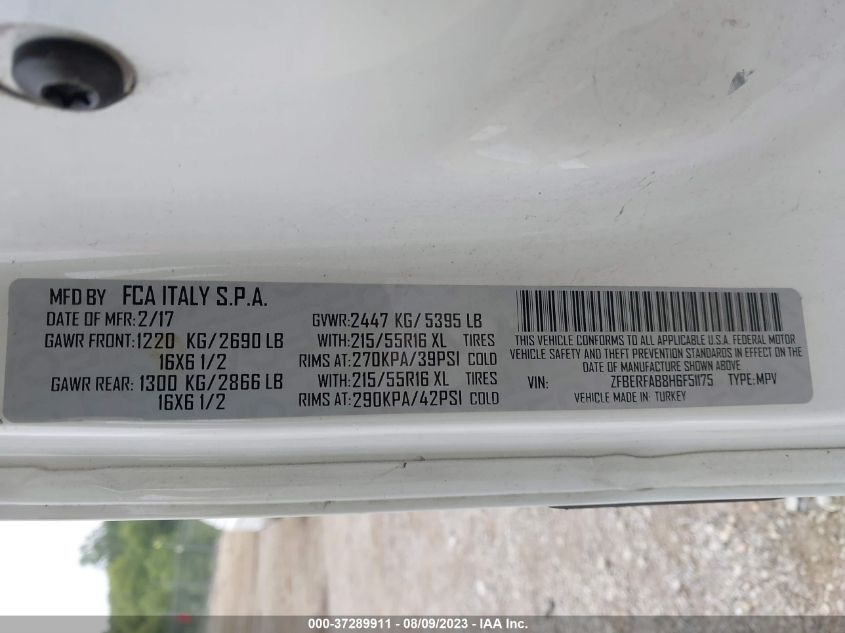 MFD BY FCA ITALY S.P.A.
DATE OF MFR: 2/17 GVWR: 2447 KG/ 5395 LB
GAWR FRONT: 1220 KG/2690 LB WITH: 215/55R16 XL TIRES
16X6 1/2 RIMS AT: 270KPA/39PSI COLD
GAWR REAR: 1300 KG/2866 LB WITH: 215/55R16 XL TIRES
16X6 1/2 RIMS AT: 290KPA/42PSI COLD
THIS VEHICLE CONFORMS TO ALL APPLICABLE U.S.A. FEDERAL MOTOR
VEHICLE SAFETY AND THEFT PREVENTION STANDARDS IN EFFECT ON THE
DATE OF MANUFACTURE SHOWN ABOVE
VIN: ZFBERFAB8H6F51175 TYPE: MPV
VEHICLE MADE IN: TURKEY
000-37289911 - 08/09/2023 - IAA Inc.